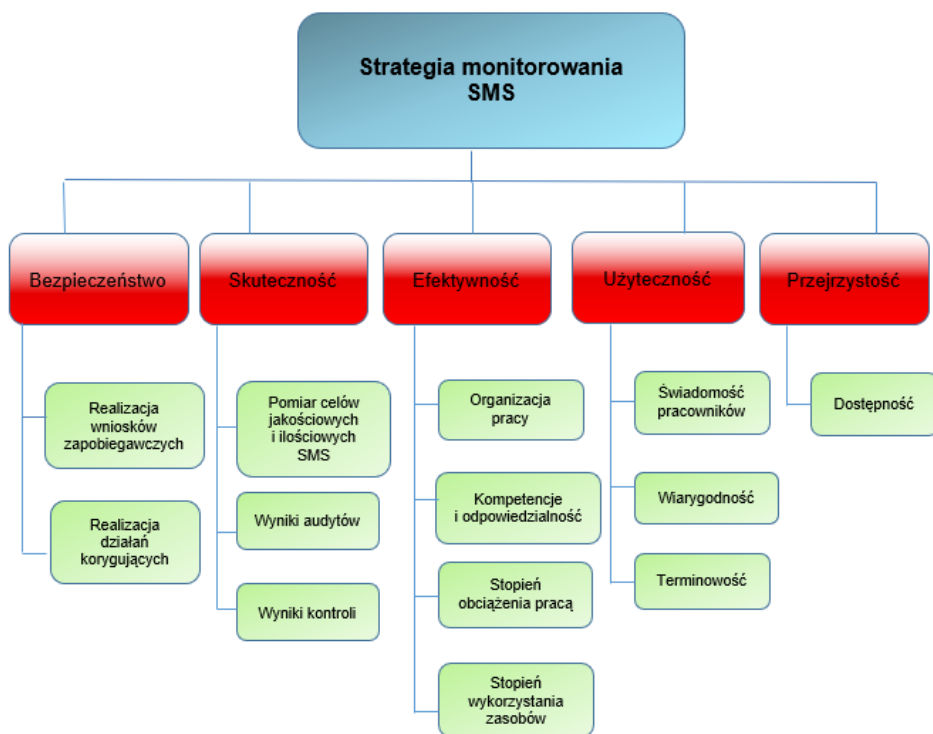 Strategia monitorowania
SMS
Bezpieczeństwo
Skuteczność
Efektywność
Użyteczność
Przejrzystość
Realizacja
wniosków
zapobiegawczych
Realizacja
działań
korygujących
Pomiar celów
jakościowych
i ilościowych
SMS
Wyniki audytów
Wyniki kontroli
Organizacja
pracy
Kompetencje
i odpowiedzialność
Stopień
obciążenia pracą
Stopień
wykorzystania
zasobów
Świadomość
pracowników
Wiarygodność
Terminowość
Dostępność